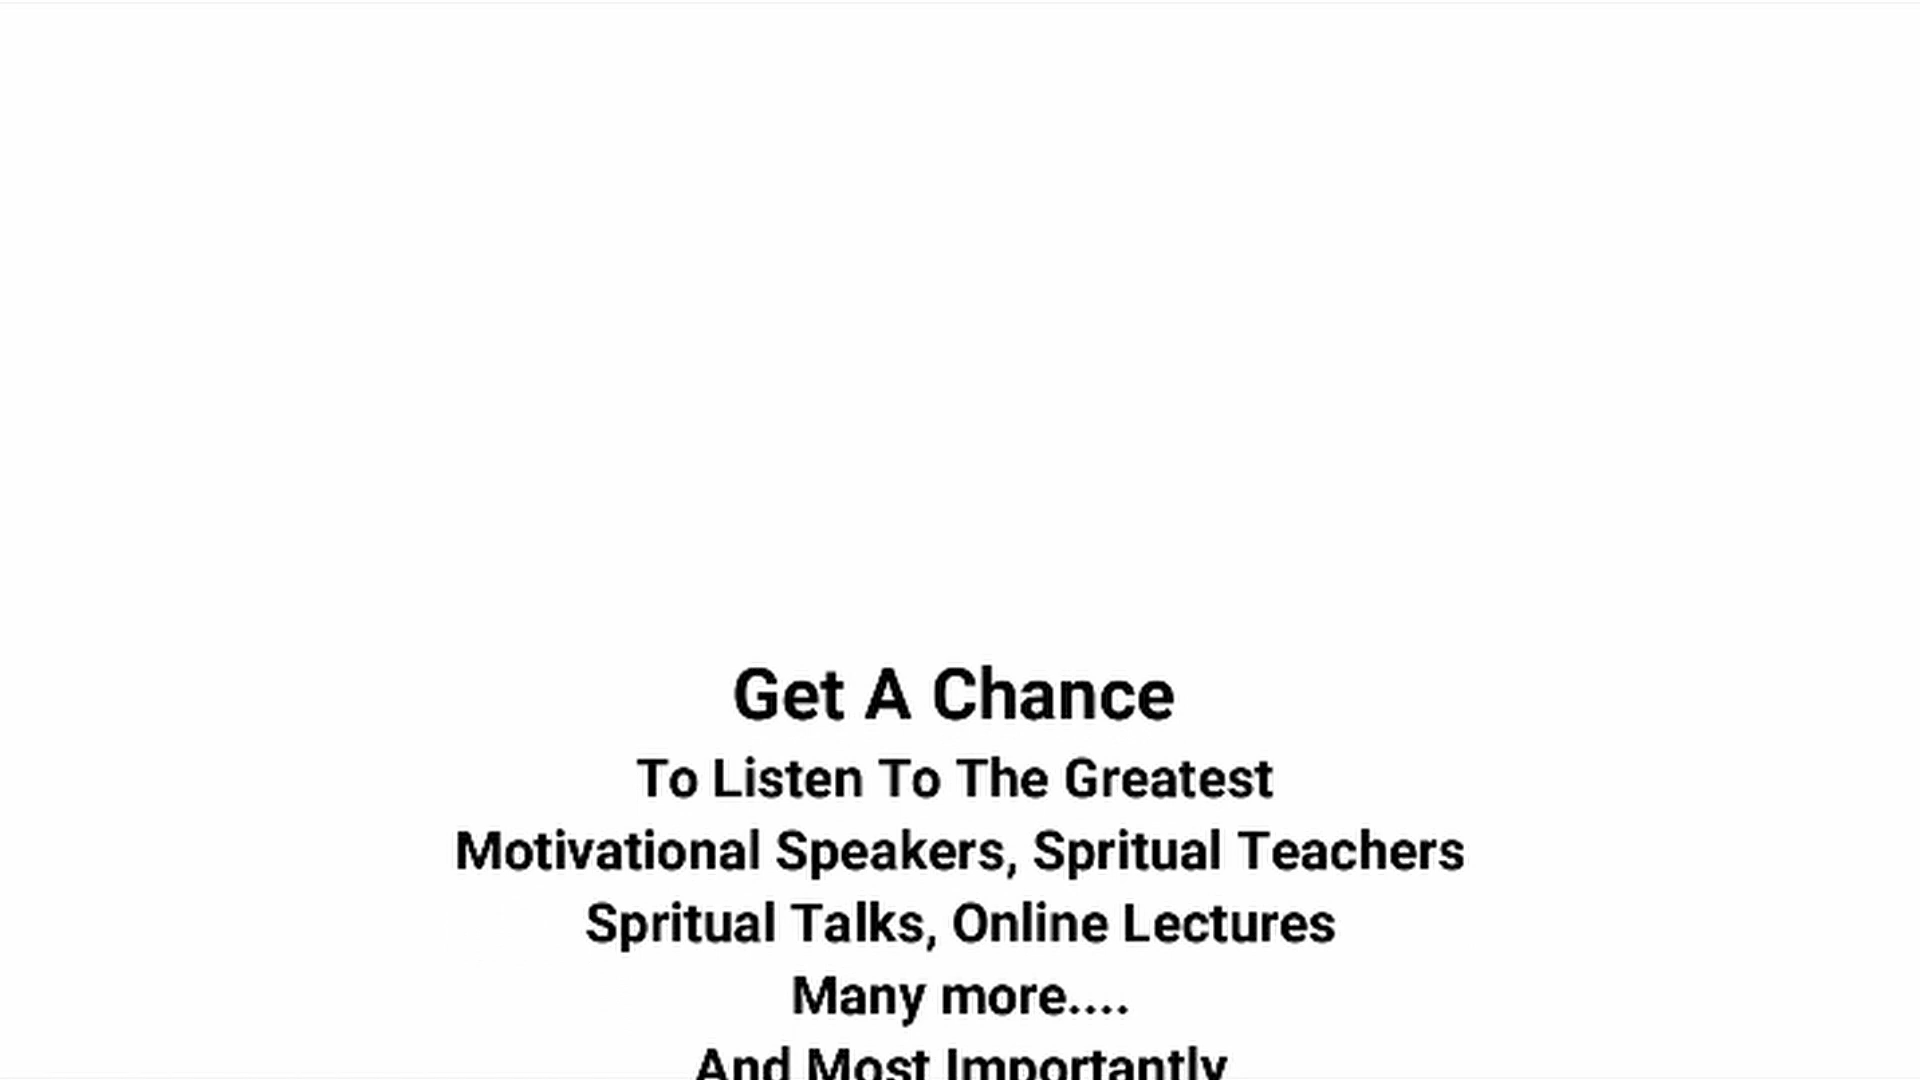 Get A Chance
To Listen To The Greatest
Motivational Speakers, Spritual Teachers
Spritual Talks, Online Lectures
Many more....
And Most Importantly